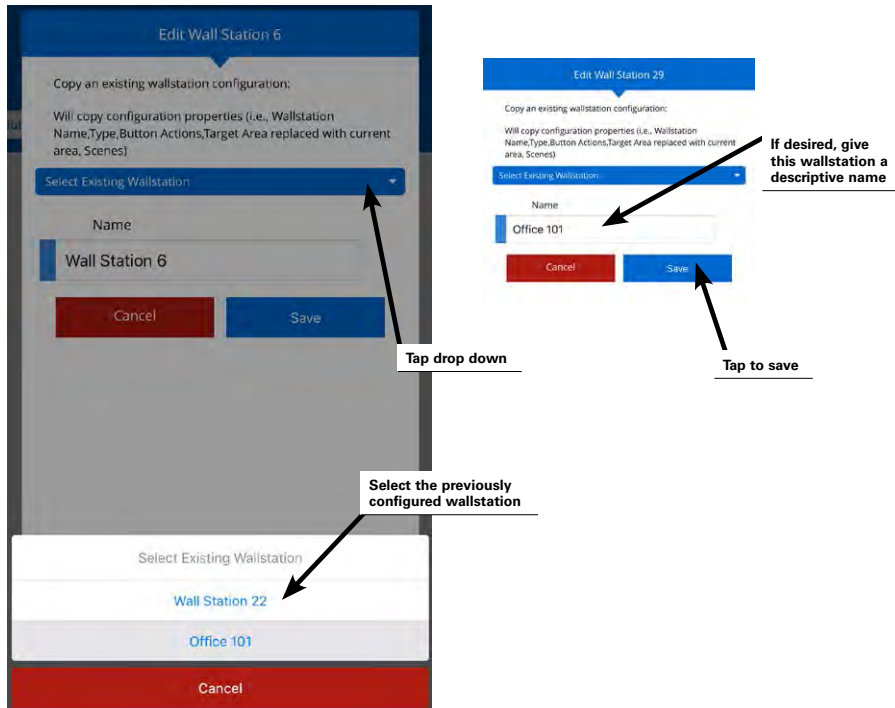 Edit Wall Station 6
Copy an existing wallstation configuration:
Will copy configuration properties (i.e., Wallstation
Name,Type,Button Actions,Target Area replaced with current
area, Scenes)
Select Existing Wallstation
Name
Wall Station 6
Cancel
Save
Tap drop down
Select the previously
configured wallstation
Select Existing Wallstation
Wall Station 22
Office 101
Cancel
Edit Wall Station 29
Copy an existing wallstation configuration:
Will copy configuration properties (i.e., Wallstation
Name,Type,Button Actions,Target Area replaced with current
area, Scenes)
Select Existing Wallstation
Name
Office 101
Cancel
Save
If desired, give
this wallstation a
descriptive name
Tap to save